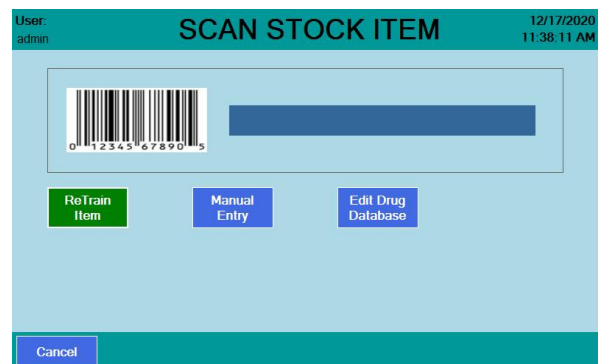 User:
admin
SCAN STOCK ITEM
12/17/2020
11:38:11 AM
0 12345 67890 5
ReTrain
Item
Manual
Entry
Edit Drug
Database
Cancel